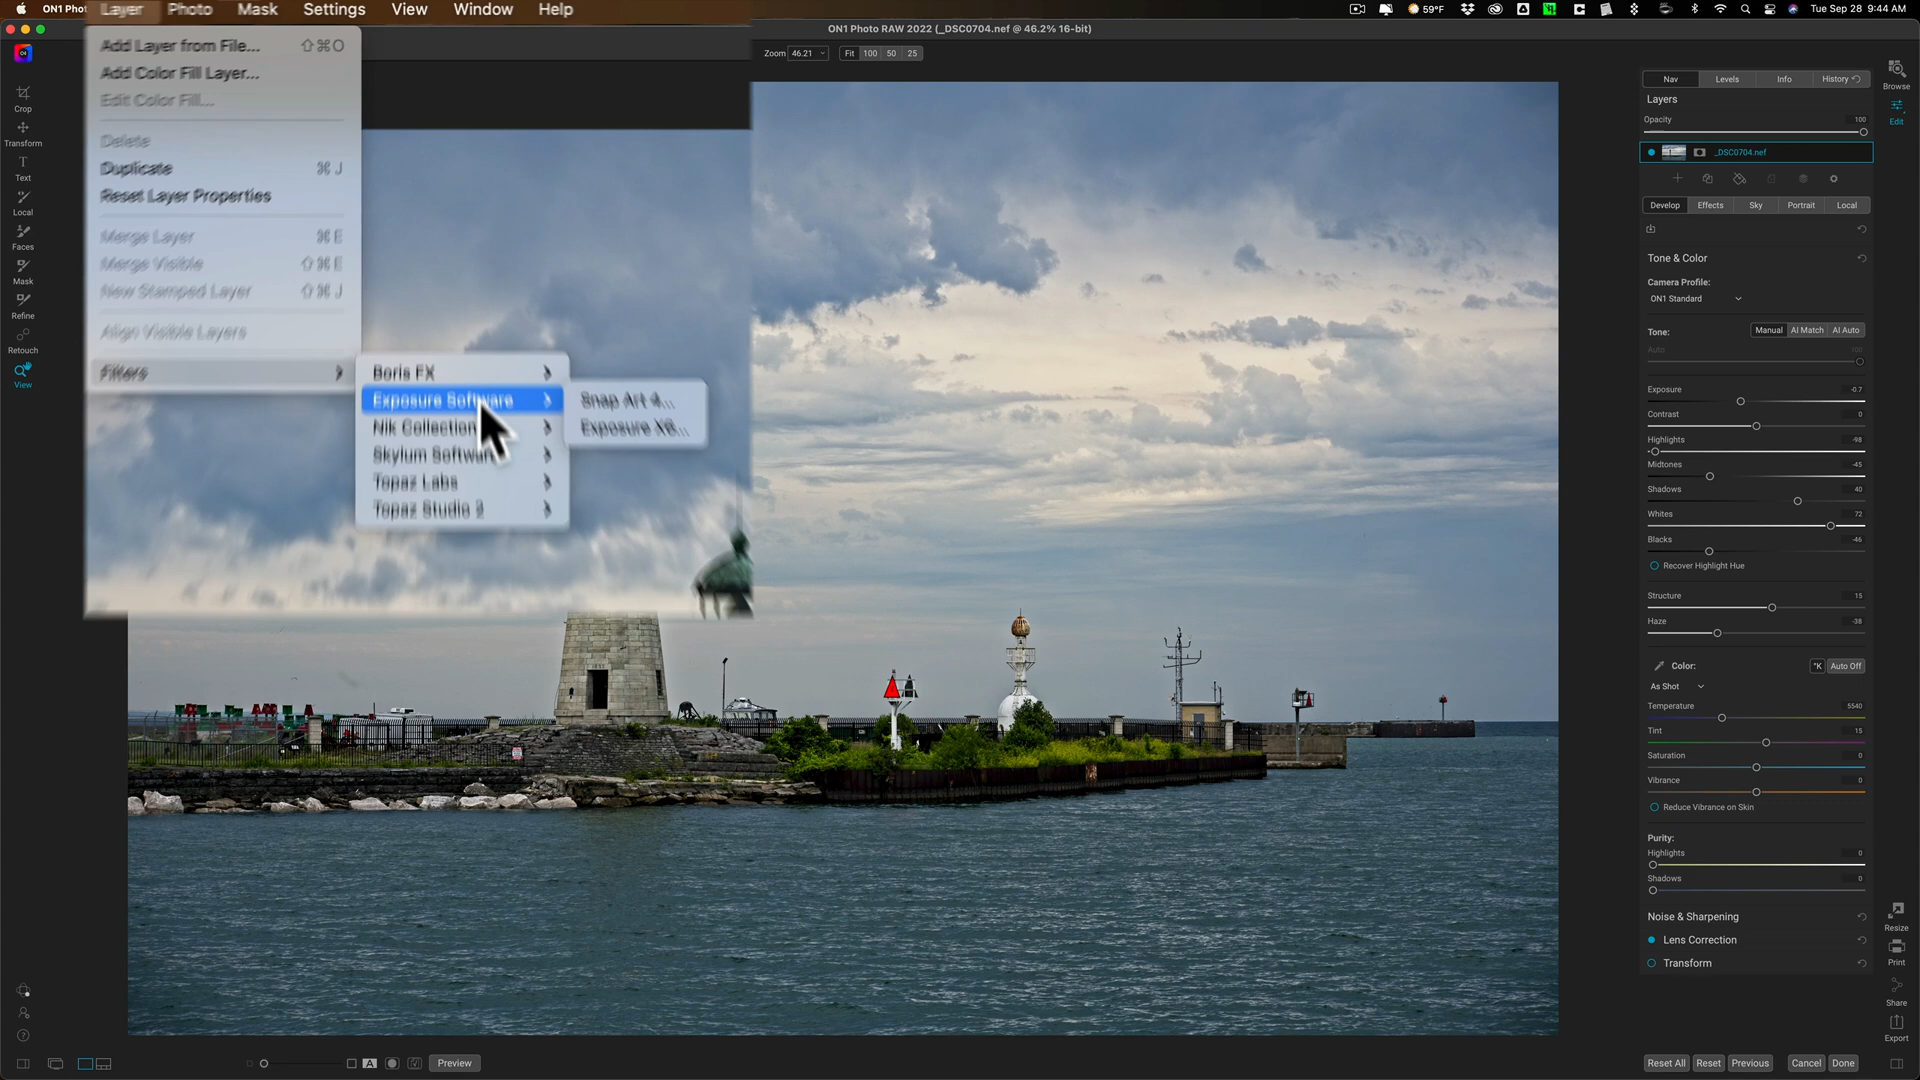 ON1 Pho
Layer Photo Mask Settings View Window Help
59°F
Tue Sep 28 9:44 AM
ON1 Photo RAW 2022 (_DSC0704.nef @ 46.2% 16-bit)
Zoom 46.21 Fit 100 50 25
Add Layer from File... ⇧⌘O
Add Color Fill Layer...
Edit Color Fill...
Delete
Duplicate ⌘J
Reset Layer Properties
Merge Layer ⌘E
Merge Visible ⇧⌘E
New Stamped Layer ⇧⌘J
Align Visible Layers
Filters
Boris FX
Exposure Software
Nik Collection
Skylum Softwar
Topaz Labs
Topaz Studio 2
Snap Art 4...
Exposure X6...
Crop
Transform
Text
Local
Faces
Mask
Refine
Retouch
View
Nav Levels Info History
Layers
Opacity 100
_DSC0704.nef
Develop Effects Sky Portrait Local
Tone & Color
Camera Profile:
ON1 Standard
Tone: Manual AI Match AI Auto
Auto 100
Exposure -0.7
Contrast 0
Highlights -98
Midtones -45
Shadows 40
Whites 72
Blacks -46
Recover Highlight Hue
Structure 15
Haze -38
Color: °K Auto Off
As Shot
Temperature 5540
Tint 15
Saturation 0
Vibrance 0
Reduce Vibrance on Skin
Purity:
Highlights 0
Shadows 0
Noise & Sharpening
Lens Correction
Transform
Browse
Edit
Resize
Print
Share
Export
A Preview
Reset All Reset Previous Cancel Done